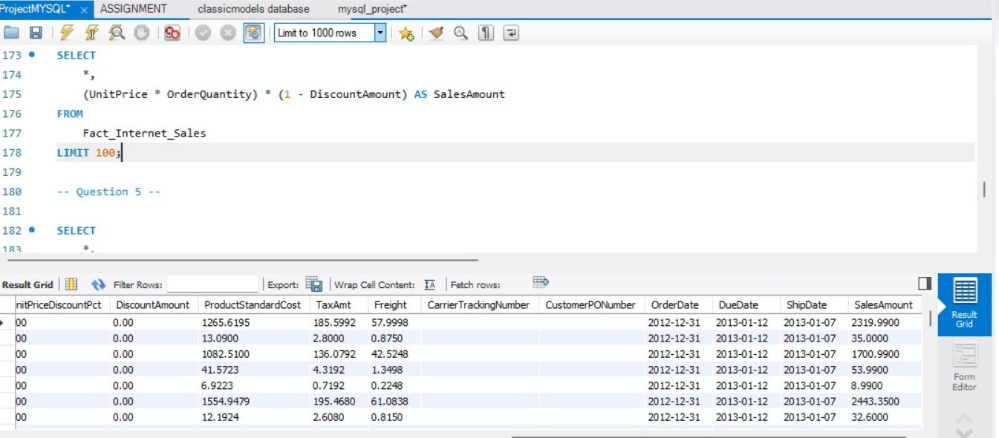 ProjectMYSQL* × ASSIGNMENT classicmodels database mysql_project*
Limit to 1000 rows
173 SELECT
174 *,
175 (UnitPrice * OrderQuantity) * (1 - DiscountAmount) AS SalesAmount
176 FROM
177 Fact_Internet_Sales
178 LIMIT 100;
179
180 -- Question 5 --
181
182 SELECT
183 *,
Result Grid Filter Rows: Export: Wrap Cell Content: Fetch rows:
nitPriceDiscountPct DiscountAmount ProductStandardCost TaxAmt Freight CarrierTrackingNumber CustomerPONumber OrderDate DueDate ShipDate SalesAmount
00 0.00 1265.6195 185.5992 57.9998 2012-12-31 2013-01-12 2013-01-07 2319.9900
00 0.00 13.0900 2.8000 0.8750 2012-12-31 2013-01-12 2013-01-07 35.0000
00 0.00 1082.5100 136.0792 42.5248 2012-12-31 2013-01-12 2013-01-07 1700.9900
00 0.00 41.5723 4.3192 1.3498 2012-12-31 2013-01-12 2013-01-07 53.9900
00 0.00 6.9223 0.7192 0.2248 2012-12-31 2013-01-12 2013-01-07 8.9900
00 0.00 1554.9479 195.4680 61.0838 2012-12-31 2013-01-12 2013-01-07 2443.3500
00 0.00 12.1924 2.6080 0.8150 2012-12-31 2013-01-12 2013-01-07 32.6000
Result
Grid
Form
Editor